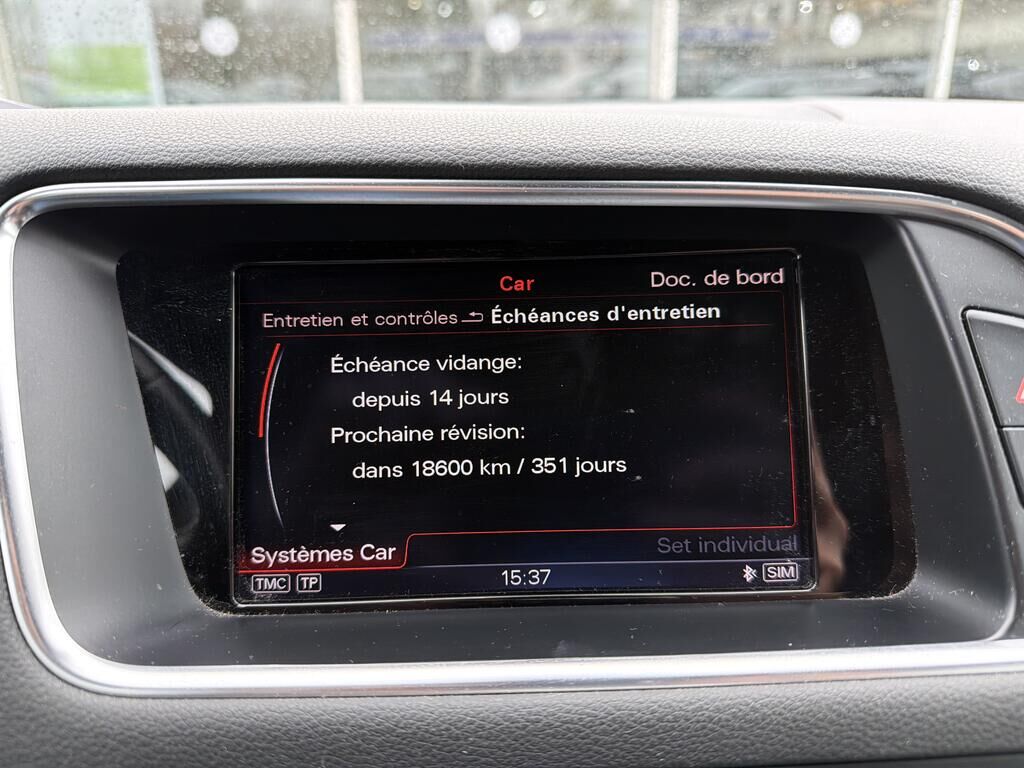 Car
Doc. de bord
Entretien et contrôles Échéances d'entretien
Échéance vidange:
depuis 14 jours
Prochaine révision:
dans 18600 km / 351 jours
Systèmes Car
Set individual
TMC TP
15:37
SIM